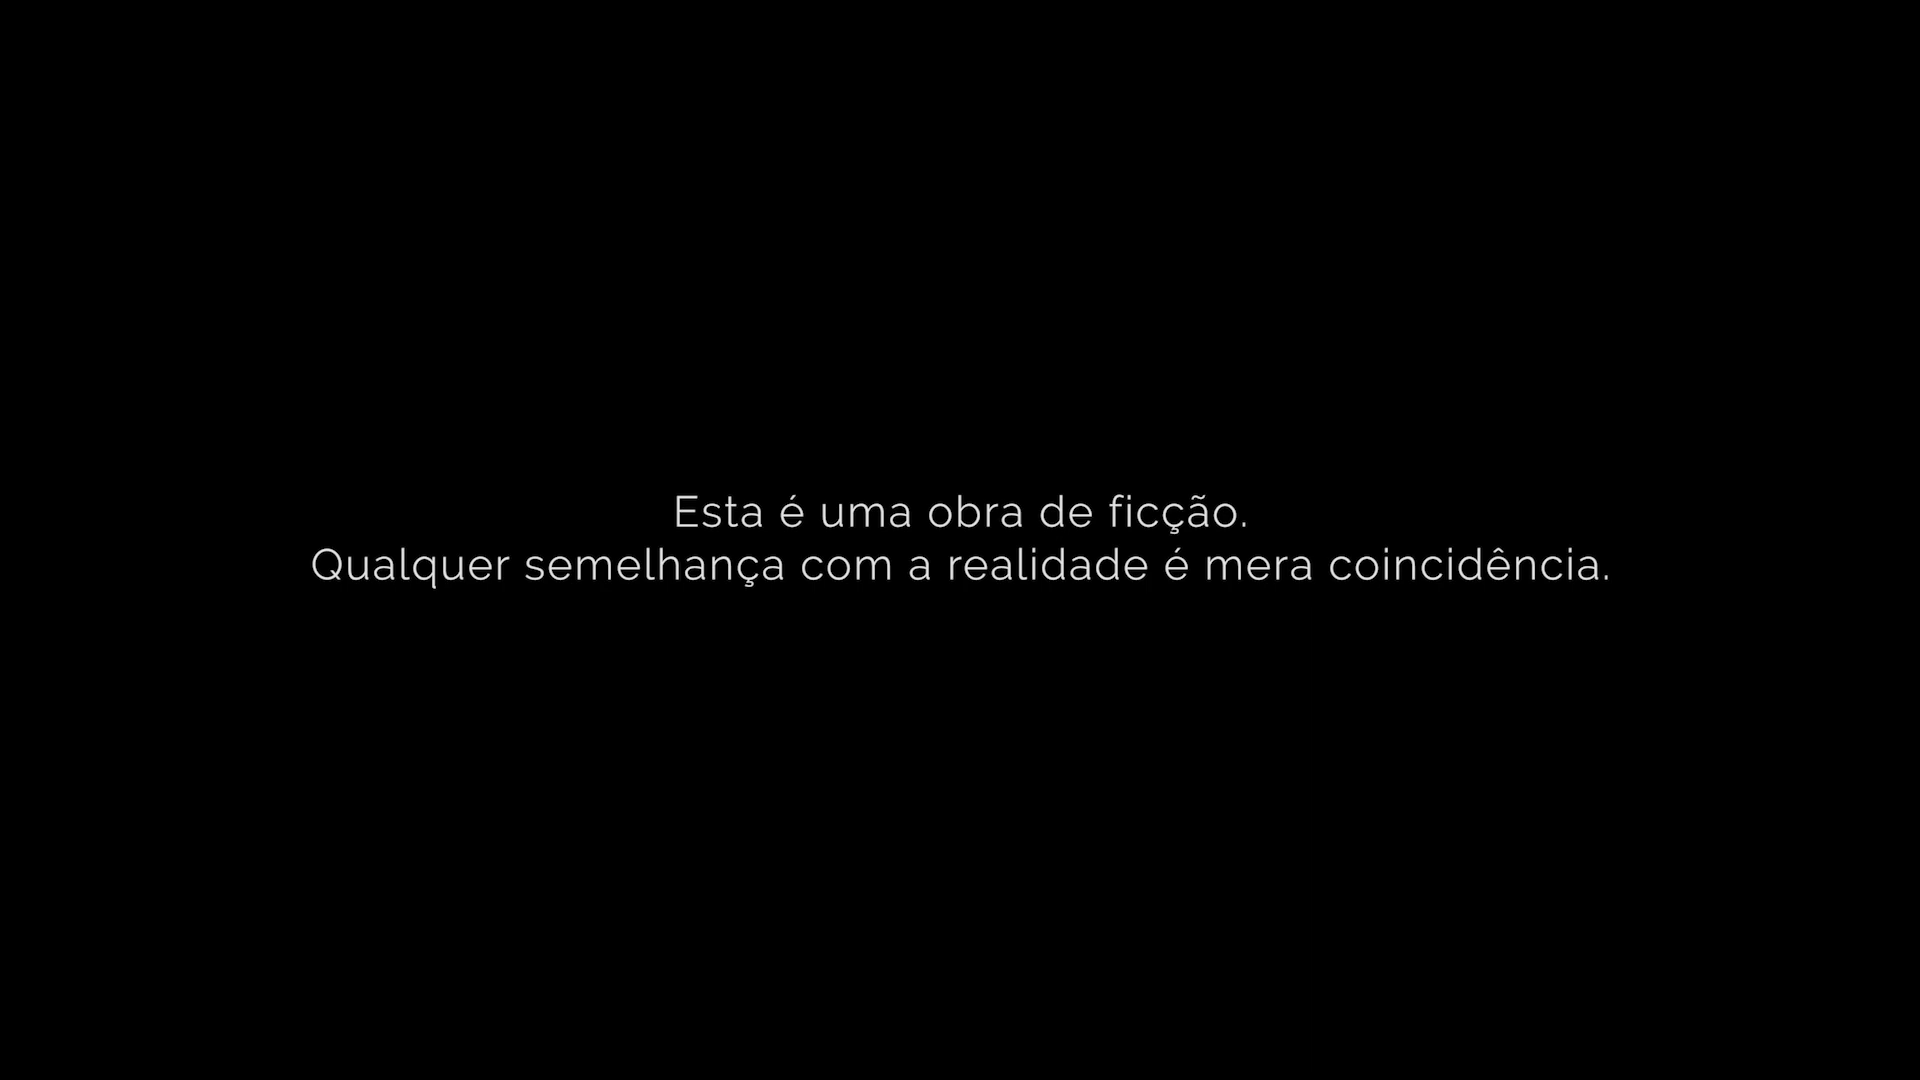 Esta é uma obra de ficção.
Qualquer semelhança com a realidade é mera coincidência.